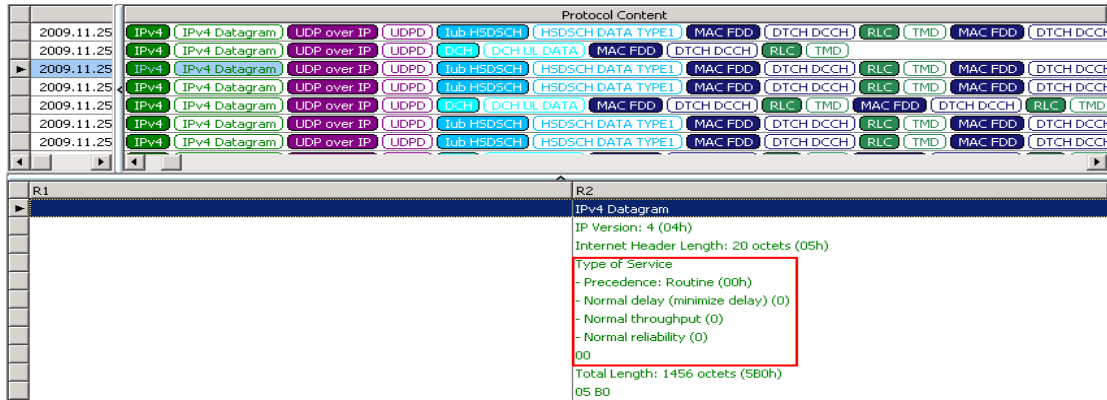 Protocol Content
2009.11.25 IPv4 IPv4 Datagram UDP over IP UDPD Iub HSDSCH HSDSCH DATA TYPE1 MAC FDD DTCH DCCH RLC TMD MAC FDD DTCH DCCH
2009.11.25 IPv4 IPv4 Datagram UDP over IP UDPD DCH DCH UL DATA MAC FDD DTCH DCCH RLC TMD
2009.11.25 IPv4 IPv4 Datagram UDP over IP UDPD Iub HSDSCH HSDSCH DATA TYPE1 MAC FDD DTCH DCCH RLC TMD MAC FDD DTCH DCCH
2009.11.25 IPv4 IPv4 Datagram UDP over IP UDPD Iub HSDSCH HSDSCH DATA TYPE1 MAC FDD DTCH DCCH RLC TMD MAC FDD DTCH DCCH
2009.11.25 IPv4 IPv4 Datagram UDP over IP UDPD DCH DCH UL DATA MAC FDD DTCH DCCH RLC TMD MAC FDD DTCH DCCH RLC TMD
2009.11.25 IPv4 IPv4 Datagram UDP over IP UDPD Iub HSDSCH HSDSCH DATA TYPE1 MAC FDD DTCH DCCH RLC TMD MAC FDD DTCH DCCH
2009.11.25 IPv4 IPv4 Datagram UDP over IP UDPD Iub HSDSCH HSDSCH DATA TYPE1 MAC FDD DTCH DCCH RLC TMD MAC FDD DTCH DCCH
R1 R2
IPv4 Datagram
IP Version: 4 (04h)
Internet Header Length: 20 octets (05h)
Type of Service
- Precedence: Routine (00h)
- Normal delay (minimize delay) (0)
- Normal throughput (0)
- Normal reliability (0)
00
Total Length: 1456 octets (5B0h)
05 B0